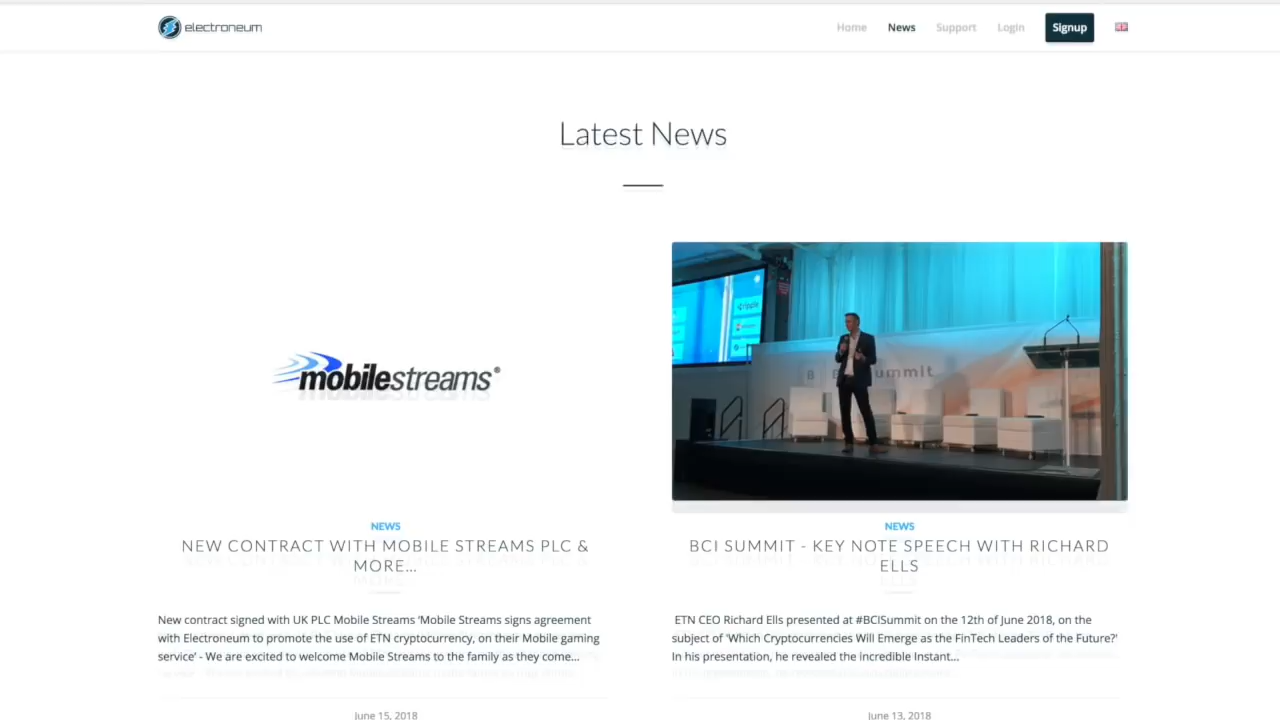 electroneum
Home
News
Support
Login
Signup
Latest News
mobilestreams®
ripple
Summit
NEWS
NEW CONTRACT WITH MOBILE STREAMS PLC &
MORE...
New contract signed with UK PLC Mobile Streams ‘Mobile Streams signs agreement
with Electroneum to promote the use of ETN cryptocurrency, on their Mobile gaming
service’ - We are excited to welcome Mobile Streams to the family as they come...
June 15, 2018
NEWS
BCI SUMMIT - KEY NOTE SPEECH WITH RICHARD
ELLS
ETN CEO Richard Ells presented at #BCISummit on the 12th of June 2018, on the
subject of 'Which Cryptocurrencies Will Emerge as the FinTech Leaders of the Future?'
In his presentation, he revealed the incredible Instant...
June 13, 2018